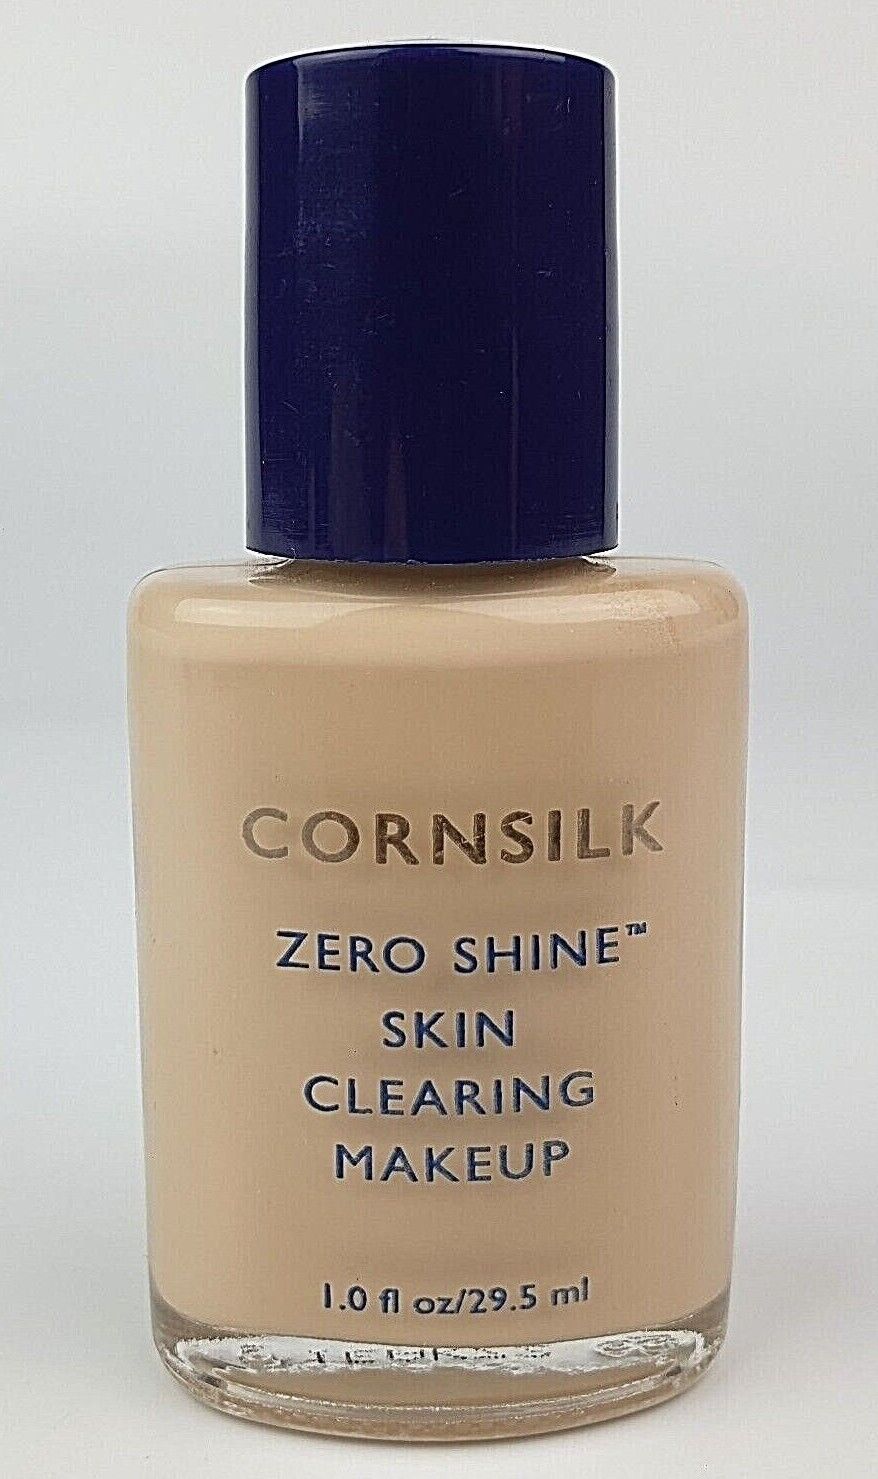 CORNSILK
ZERO SHINE™
SKIN
CLEARING
MAKEUP
1.0 fl oz/29.5 ml